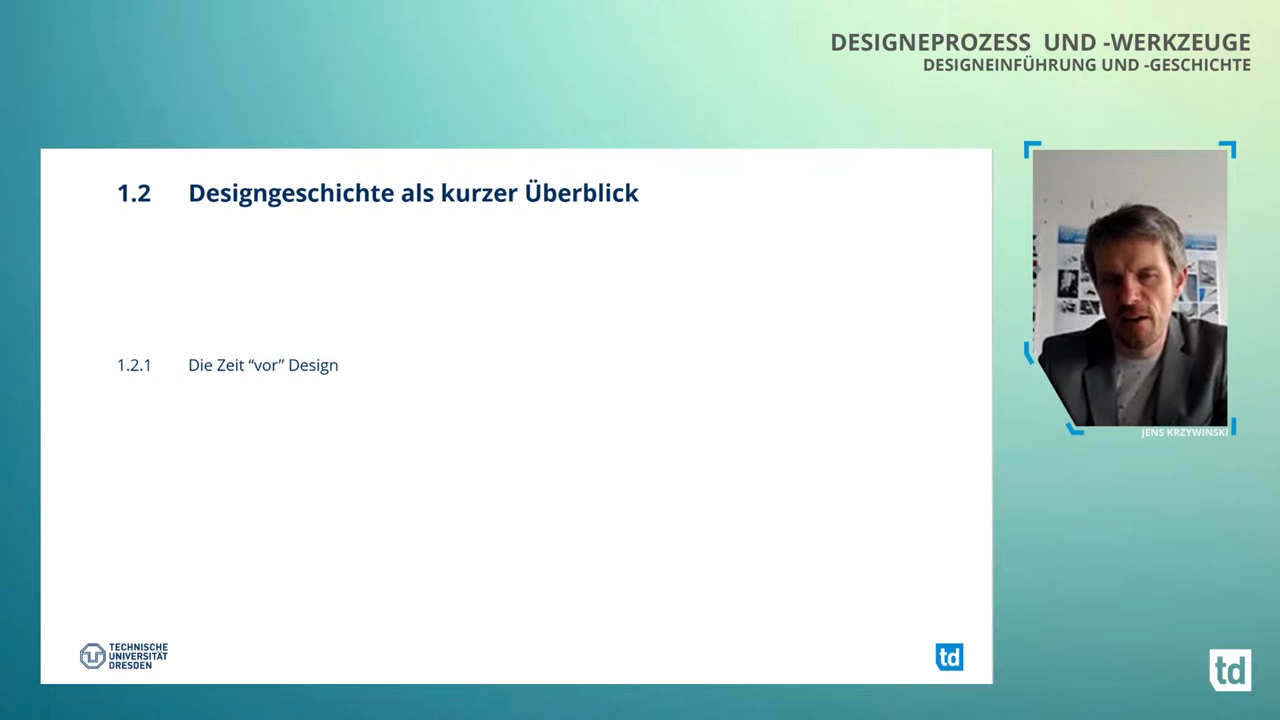 DESIGNEPROZESS UND -WERKZEUGE
DESIGNEINFÜHRUNG UND -GESCHICHTE
1.2 Designgeschichte als kurzer Überblick
1.2.1 Die Zeit “vor” Design
JENS KRZYWINSKI
TECHNISCHE
UNIVERSITÄT
DRESDEN
td
td